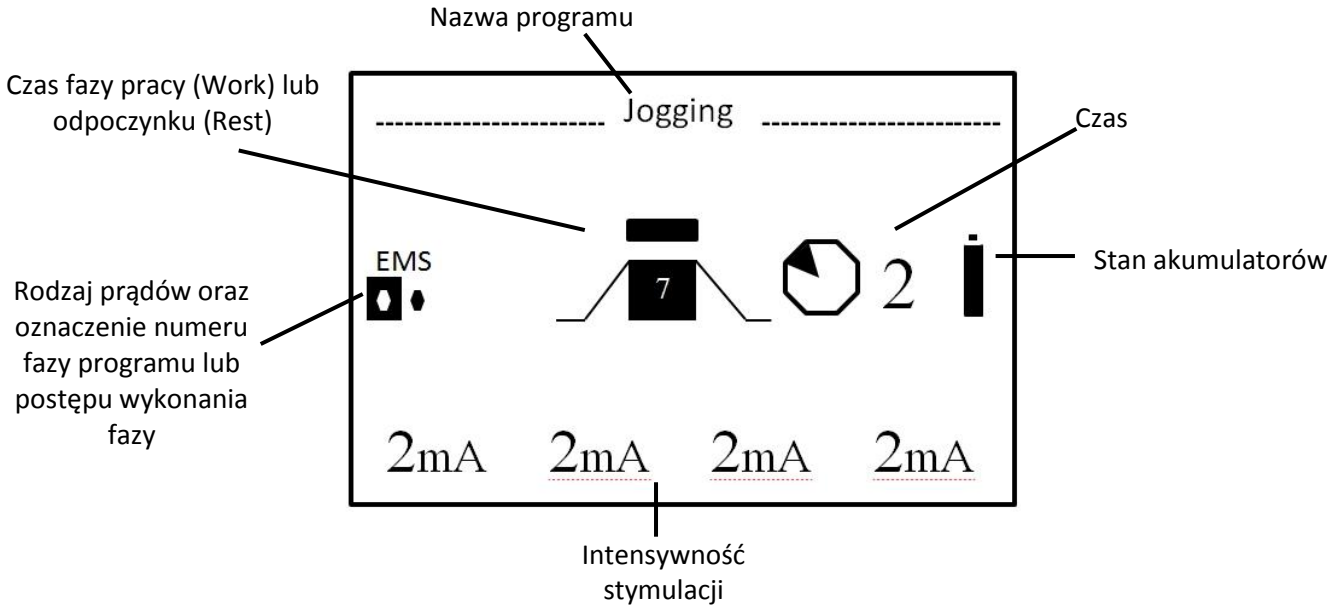 Nazwa programu
Czas fazy pracy (Work) lub
odpoczynku (Rest)
Jogging
Czas
EMS
7
2
Stan akumulatorów
Rodzaj prądów oraz
oznaczenie numeru
fazy programu lub
postępu wykonania
fazy
2mA 2mA 2mA 2mA
Intensywność
stymulacji